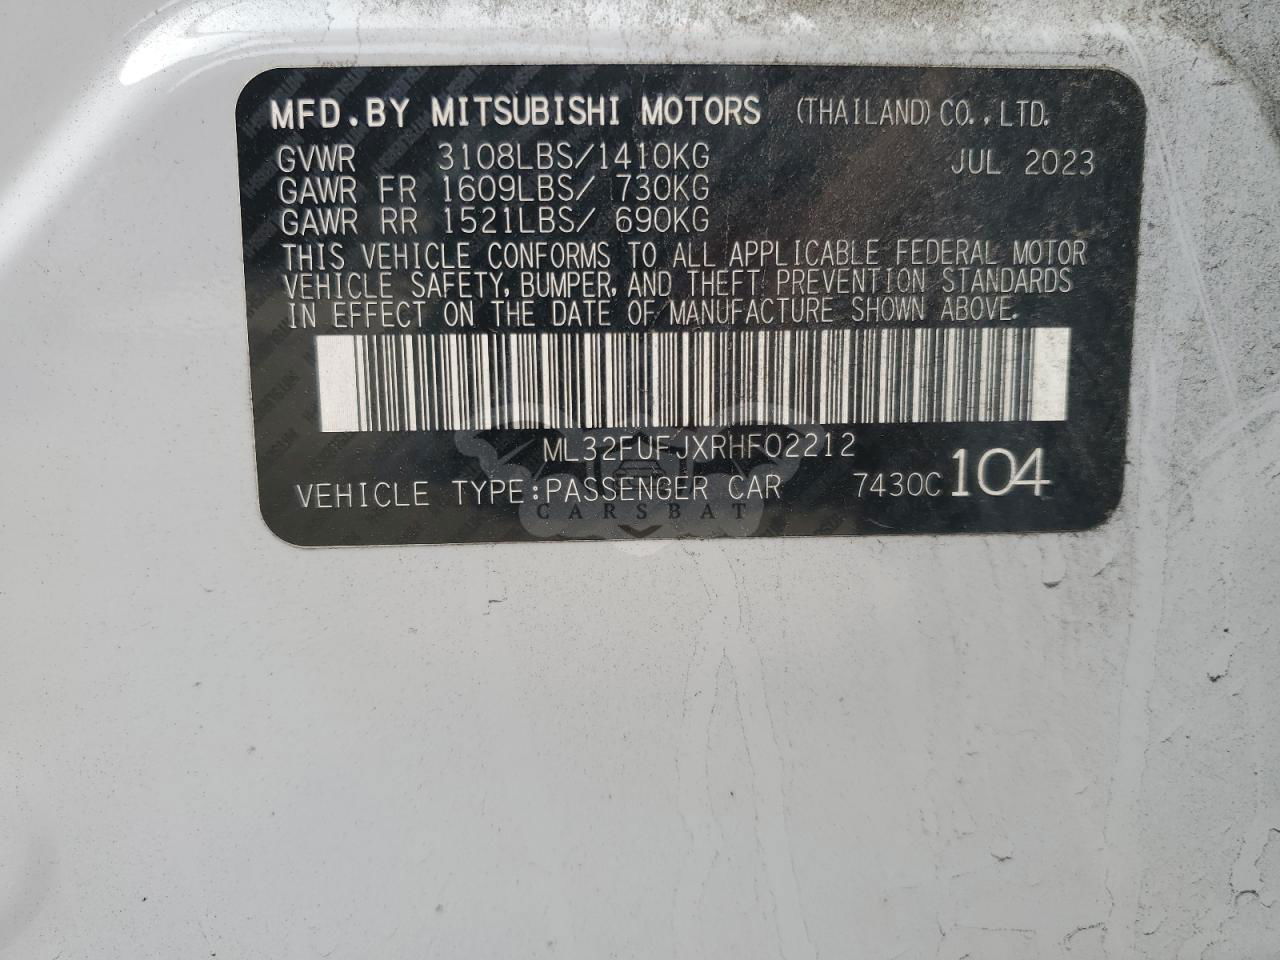 MFD.BY MITSUBISHI MOTORS (THAILAND)CO.,LTD.
GVWR 3108LBS/1410KG JUL 2023
GAWR FR 1609LBS/ 730KG
GAWR RR 1521LBS/ 690KG
THIS VEHICLE CONFORMS TO ALL APPLICABLE FEDERAL MOTOR
VEHICLE SAFETY, BUMPER, AND THEFT PREVENTION STANDARDS
IN EFFECT ON THE DATE OF MANUFACTURE SHOWN ABOVE.
ML32FUFJXRHF02212
VEHICLE TYPE:PASSENGER CAR 7430C 104
CARSBAT